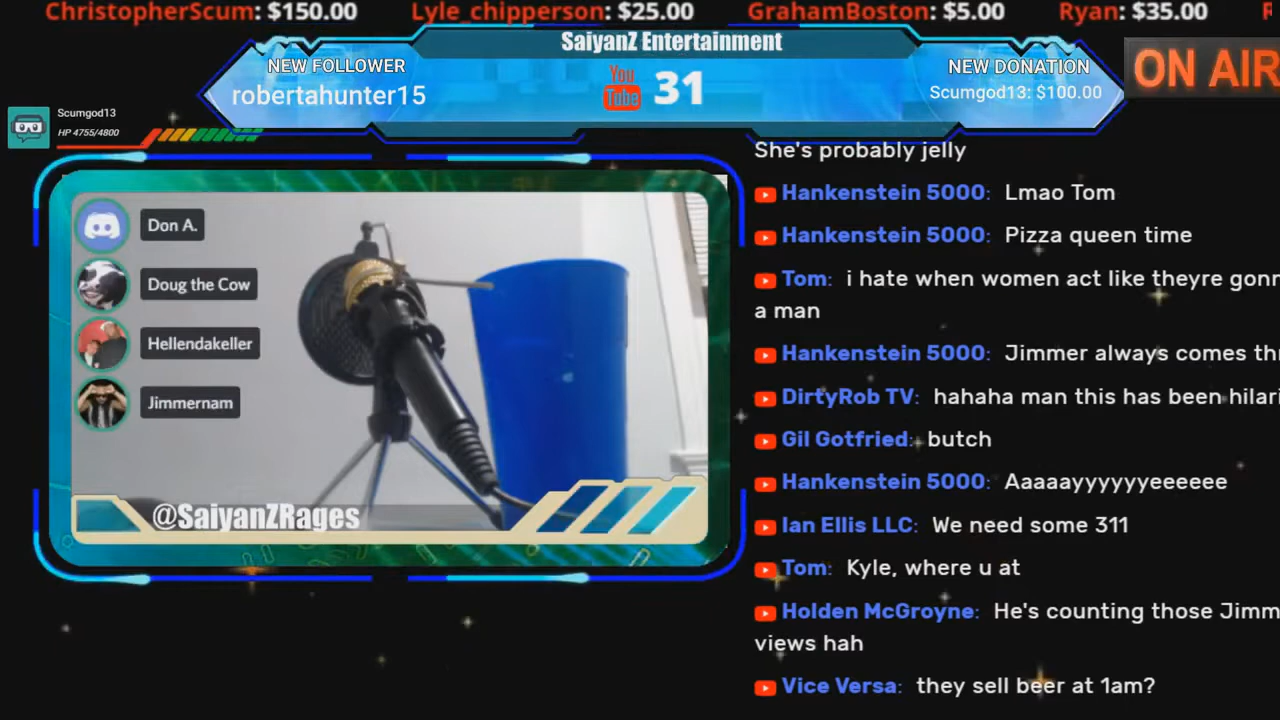 ChristopherScum: $150.00 Lyle_chipperson: $25.00 GrahamBoston: $5.00 Ryan: $35.00
SaiyanZ Entertainment
NEW FOLLOWER
robertahunter15
You Tube 31
NEW DONATION
Scumgod13: $100.00
ON AIR
Scumgod13
HP 4755/4800
Don A.
Doug the Cow
Hellendakeller
Jimmernam
@SaiyanZRages
She's probably jelly
Hankenstein 5000: Lmao Tom
Hankenstein 5000: Pizza queen time
Tom: i hate when women act like theyre gonn
a man
Hankenstein 5000: Jimmer always comes thr
DirtyRob TV: hahaha man this has been hilari
Gil Gotfried: butch
Hankenstein 5000: Aaaaayyyyyyeeeeee
Ian Ellis LLC: We need some 311
Tom: Kyle, where u at
Holden McGroyne: He's counting those Jimm
views hah
Vice Versa: they sell beer at 1am?